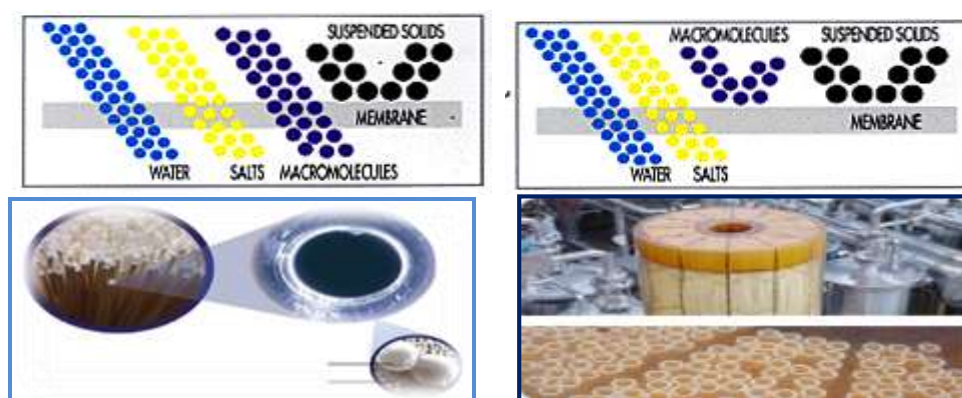 SUSPENDED SOLIDS
MEMBRANE
WATER
SALTS
MACROMOLECULES
MACROMOLECULES
SUSPENDED SOLIDS
MEMBRANE
WATER
SALTS